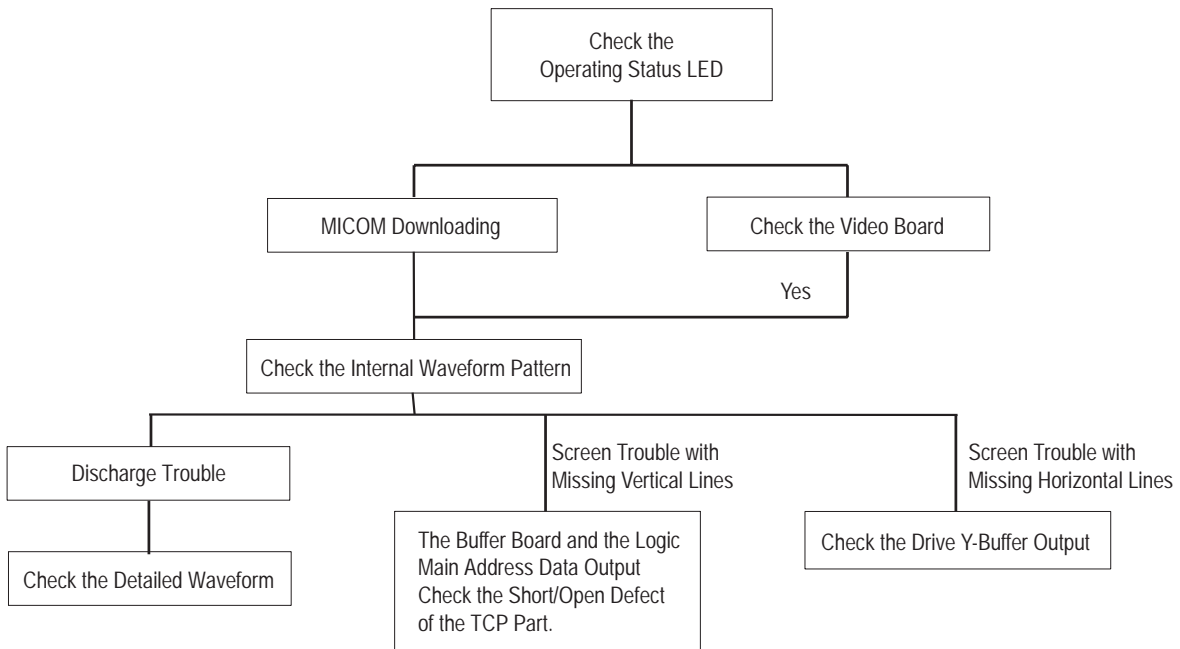 Check the
Operating Status LED
MICOM Downloading
Check the Video Board
Yes
Check the Internal Waveform Pattern
Discharge Trouble
Screen Trouble with
Missing Vertical Lines
Screen Trouble with
Missing Horizontal Lines
Check the Detailed Waveform
The Buffer Board and the Logic
Main Address Data Output
Check the Short/Open Defect
of the TCP Part.
Check the Drive Y-Buffer Output